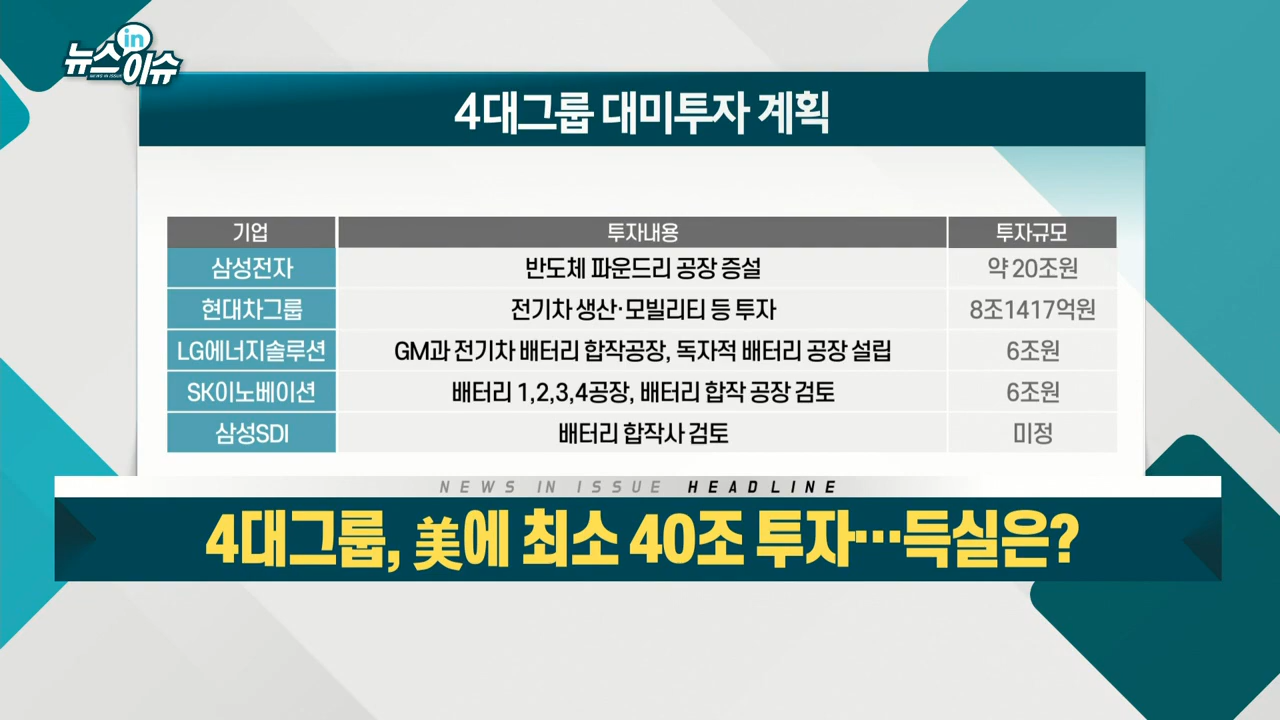 뉴스in이슈
NEWS IN ISSUE
4대그룹 대미투자 계획
기업 투자내용 투자규모
삼성전자 반도체 파운드리 공장 증설 약 20조원
현대차그룹 전기차 생산·모빌리티 등 투자 8조1417억원
LG에너지솔루션 GM과 전기차 배터리 합작공장, 독자적 배터리 공장 설립 6조원
SK이노베이션 배터리 1,2,3,4공장, 배터리 합작 공장 검토 6조원
삼성SDI 배터리 합작사 검토 미정
NEWS IN ISSUE HEADLINE
4대그룹, 美에 최소 40조 투자…득실은?